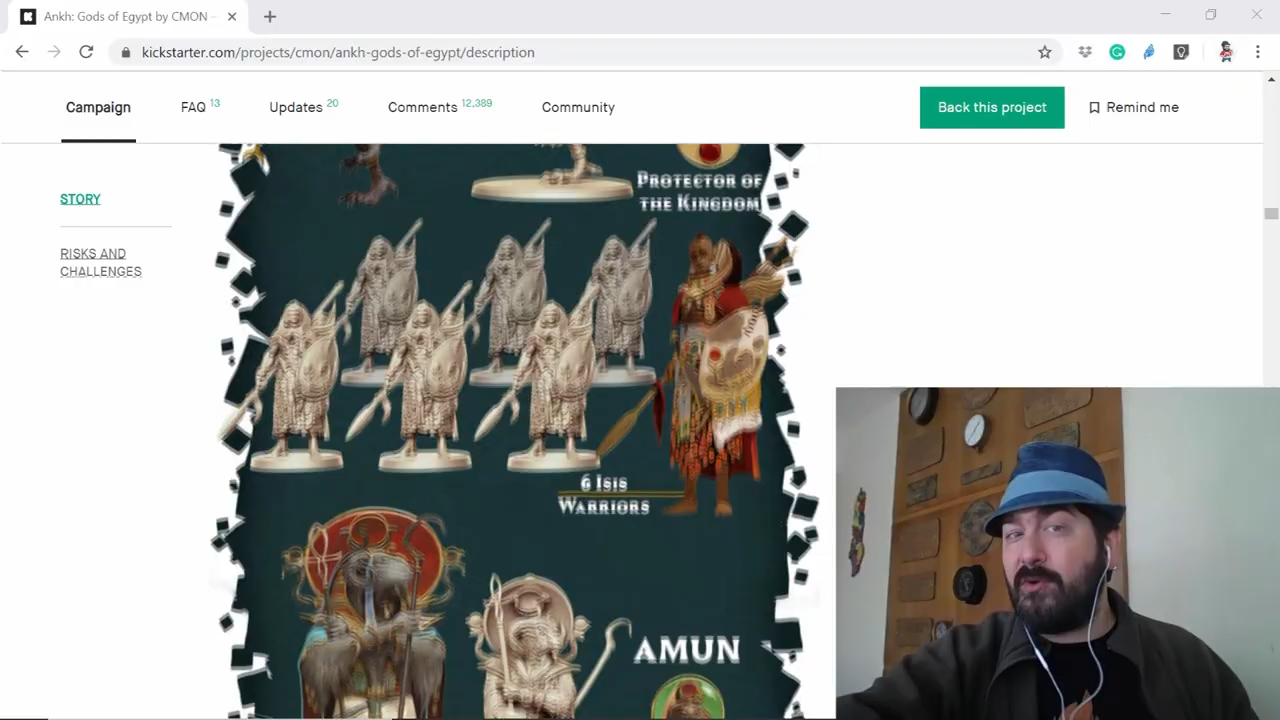 Ankh: Gods of Egypt by CMON –
kickstarter.com/projects/cmon/ankh-gods-of-egypt/description
Campaign
FAQ 13
Updates 20
Comments 12,389
Community
Back this project
Remind me
STORY
RISKS AND
CHALLENGES
PROTECTOR OF
THE KINGDOM
6 ISIS
WARRIORS
AMUN